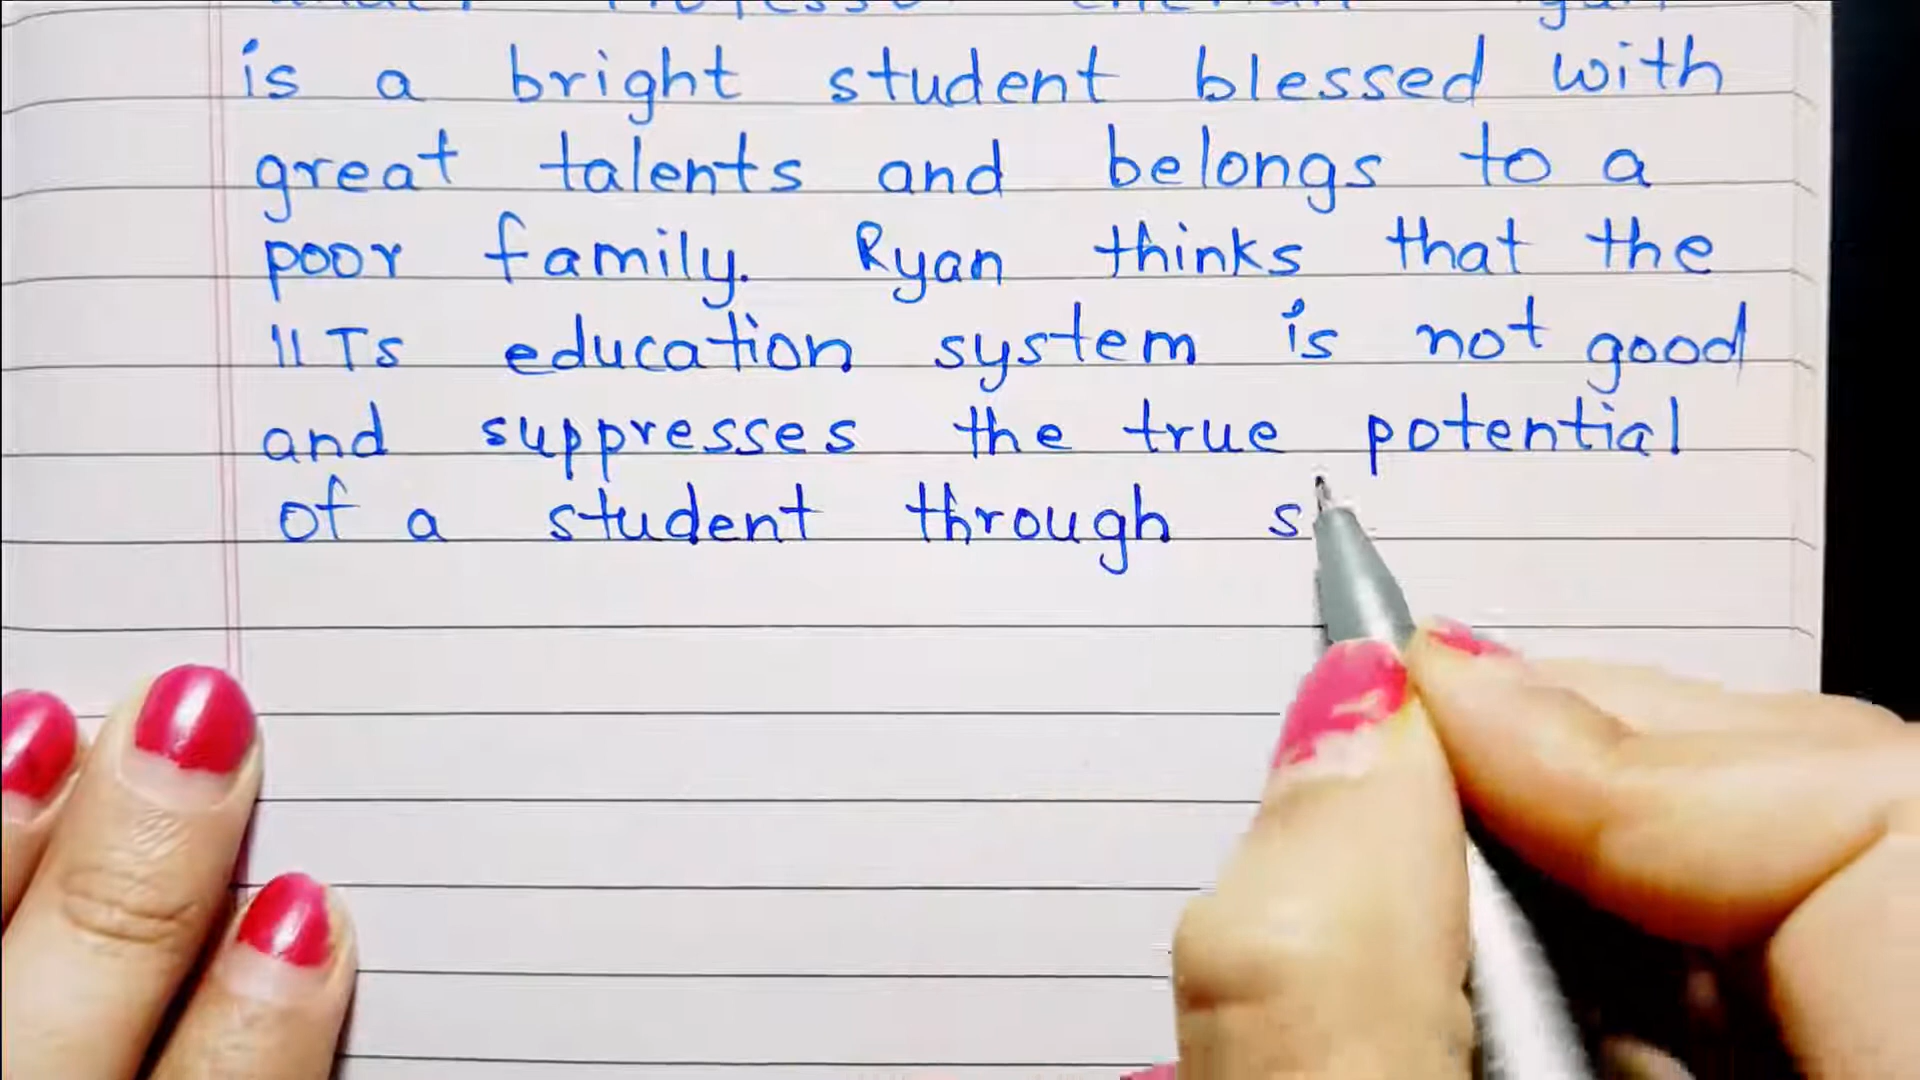 is a bright student blessed with
great talents and belongs to a
poor family. Ryan thinks that the
IITs education system is not good
and suppresses the true potential
of a student through s